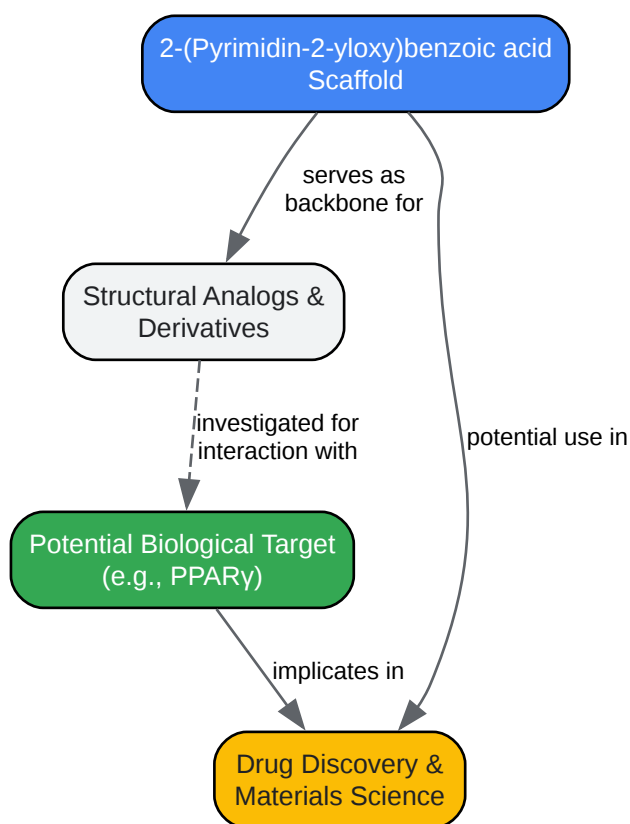 2-(Pyrimidin-2-yloxy)benzoic acid
Scaffold
serves as
backbone for
Structural Analogs &
Derivatives
investigated for
interaction with
potential use in
Potential Biological Target
(e.g., PPARγ)
implicates in
Drug Discovery &
Materials Science